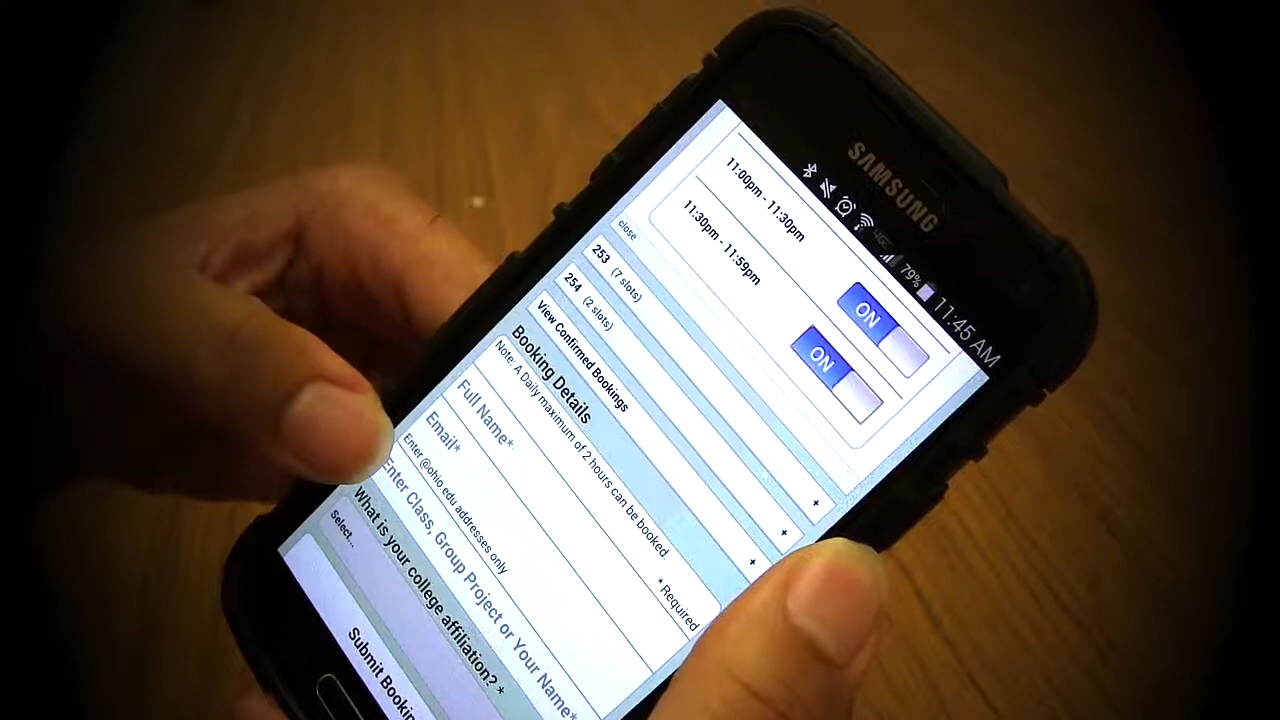 SAMSUNG
4G 79% 11:45 AM
11:00pm - 11:30pm
ON
11:30pm - 11:59pm
ON
close
253 (7 slots) +
254 (2 slots) +
View Confirmed Bookings +
Booking Details
Note: A Daily maximum of 2 hours can be booked.
* Required
Full Name*
Email*
Enter @ohio.edu addresses only
Enter Class, Group Project or Your Name*
What is your college affiliation? *
Select...
Submit Bookin